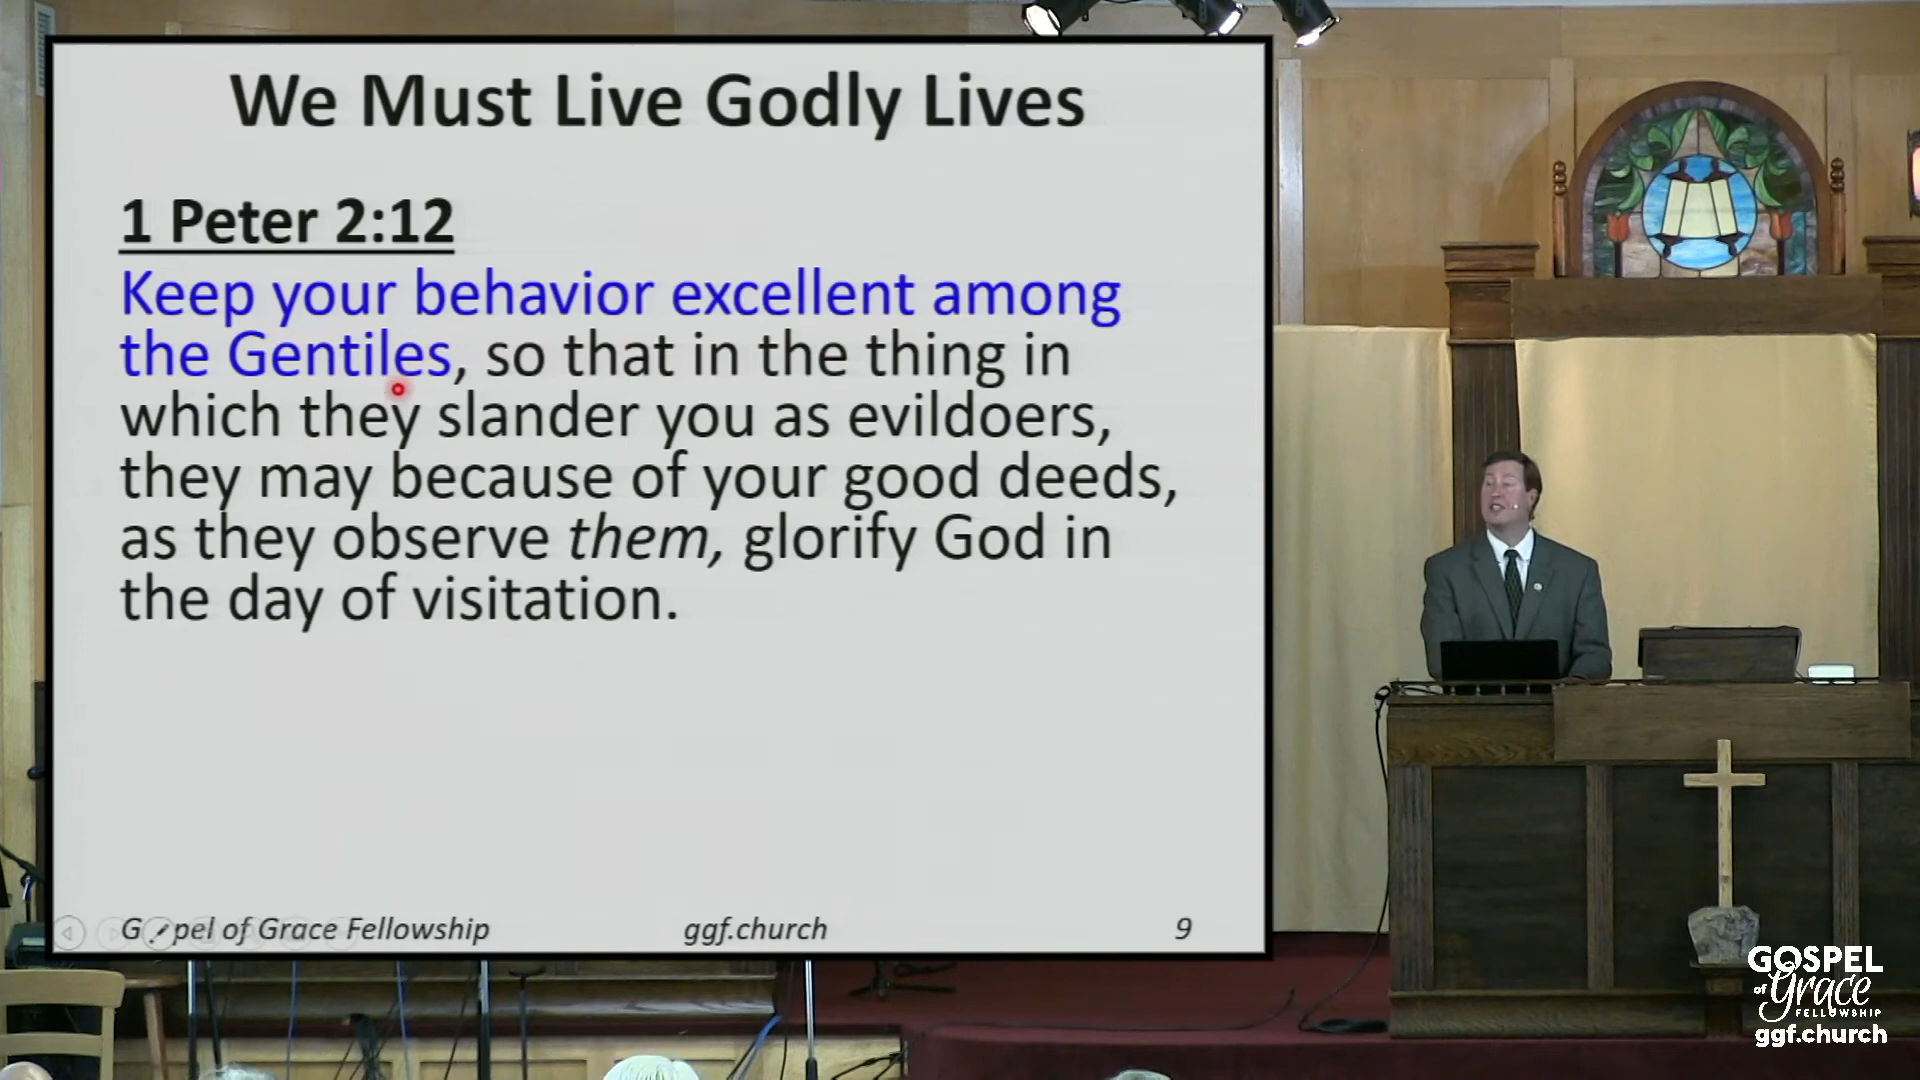 We Must Live Godly Lives
1 Peter 2:12
Keep your behavior excellent among
the Gentiles, so that in the thing in
which they slander you as evildoers,
they may because of your good deeds,
as they observe them, glorify God in
the day of visitation.
Gospel of Grace Fellowship
ggf.church
9
GOSPEL
of Grace
FELLOWSHIP
ggf.church